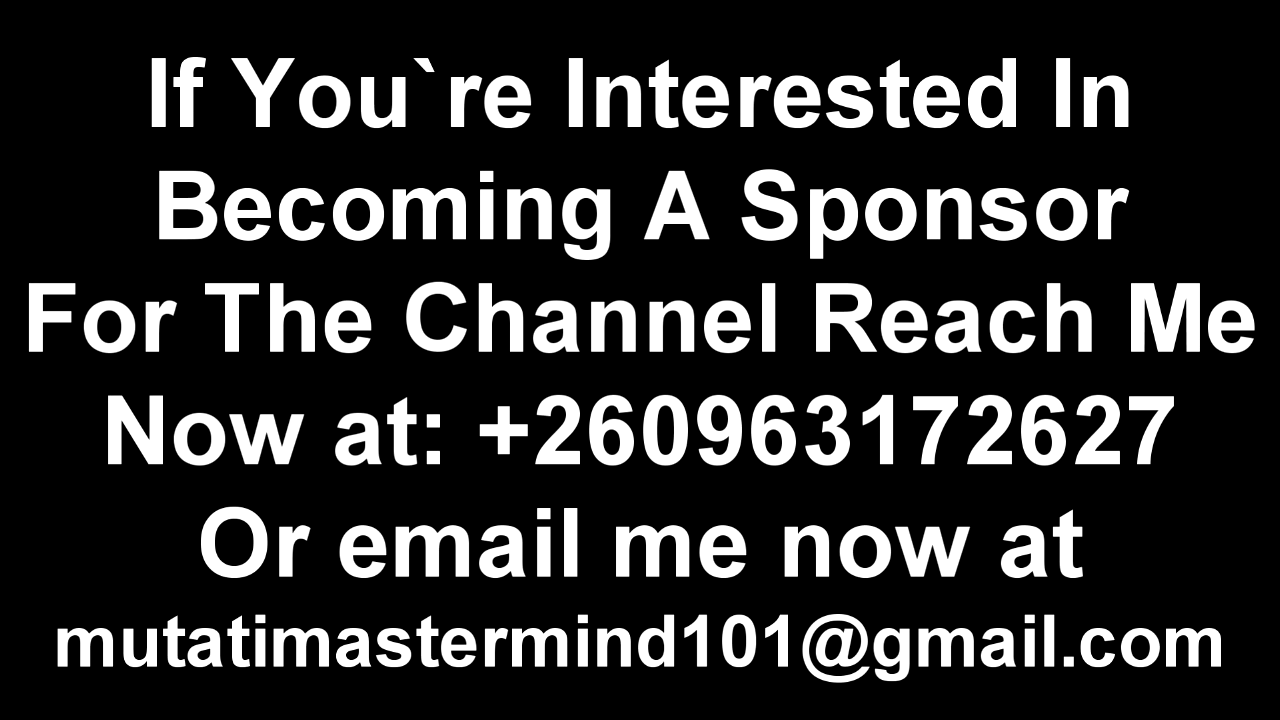 If You`re Interested In
Becoming A Sponsor
For The Channel Reach Me
Now at: +260963172627
Or email me now at
mutatimastermind101@gmail.com